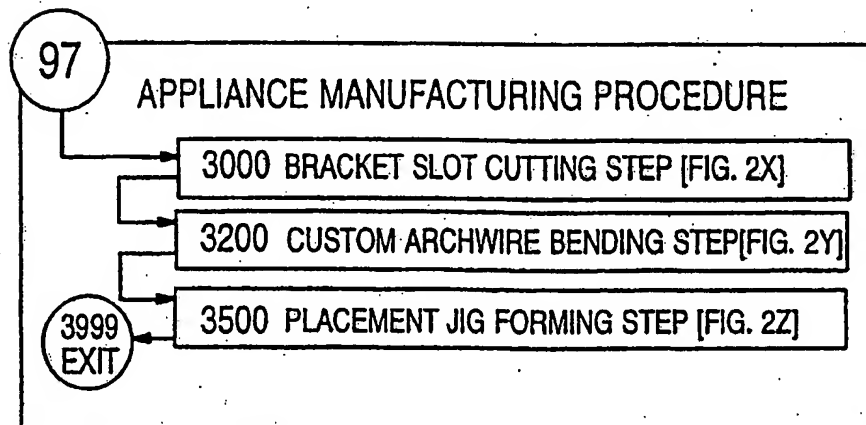 97
APPLIANCE MANUFACTURING PROCEDURE
3000 BRACKET SLOT CUTTING STEP [FIG. 2X]
3200 CUSTOM ARCHWIRE BENDING STEP[FIG. 2Y]
3500 PLACEMENT JIG FORMING STEP [FIG. 2Z]
3999
EXIT